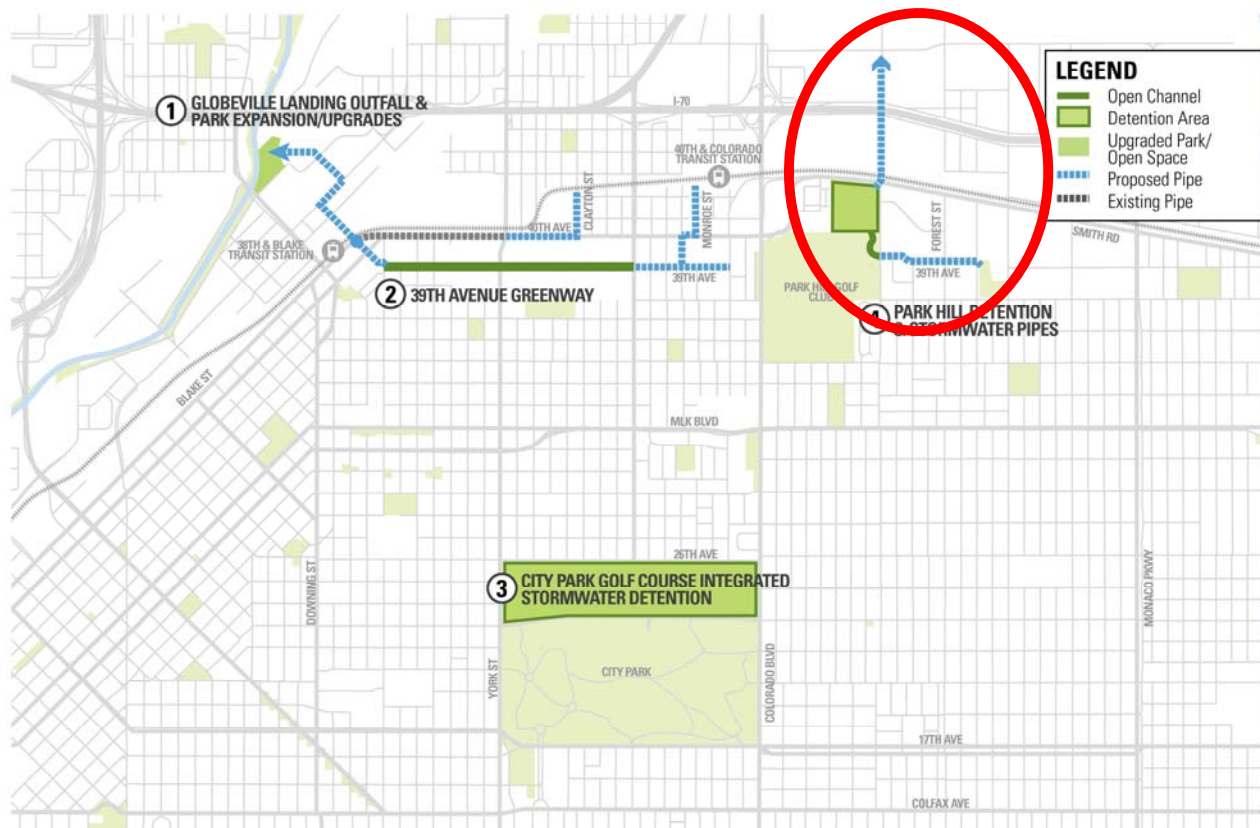 1 GLOBEVILLE LANDING OUTFALL &
PARK EXPANSION/UPGRADES
I-70
40TH & COLORADO
TRANSIT STATION
LEGEND
Open Channel
Detention Area
Upgraded Park/
Open Space
Proposed Pipe
Existing Pipe
CLAYTON ST
MONROE ST
FOREST ST
SMITH RD
40TH AVE
38TH & BLAKE
TRANSIT STATION
39TH AVE
39TH AVE
2 39TH AVENUE GREENWAY
PARK HILL GOLF
CLUB
4 PARK HILL DETENTION
& STORMWATER PIPES
BLAKE ST
MLK BLVD
26TH AVE
3 CITY PARK GOLF COURSE INTEGRATED
STORMWATER DETENTION
DOWNING ST
YORK ST
CITY PARK
COLORADO BLVD
MONACO PKWY
17TH AVE
COLFAX AVE